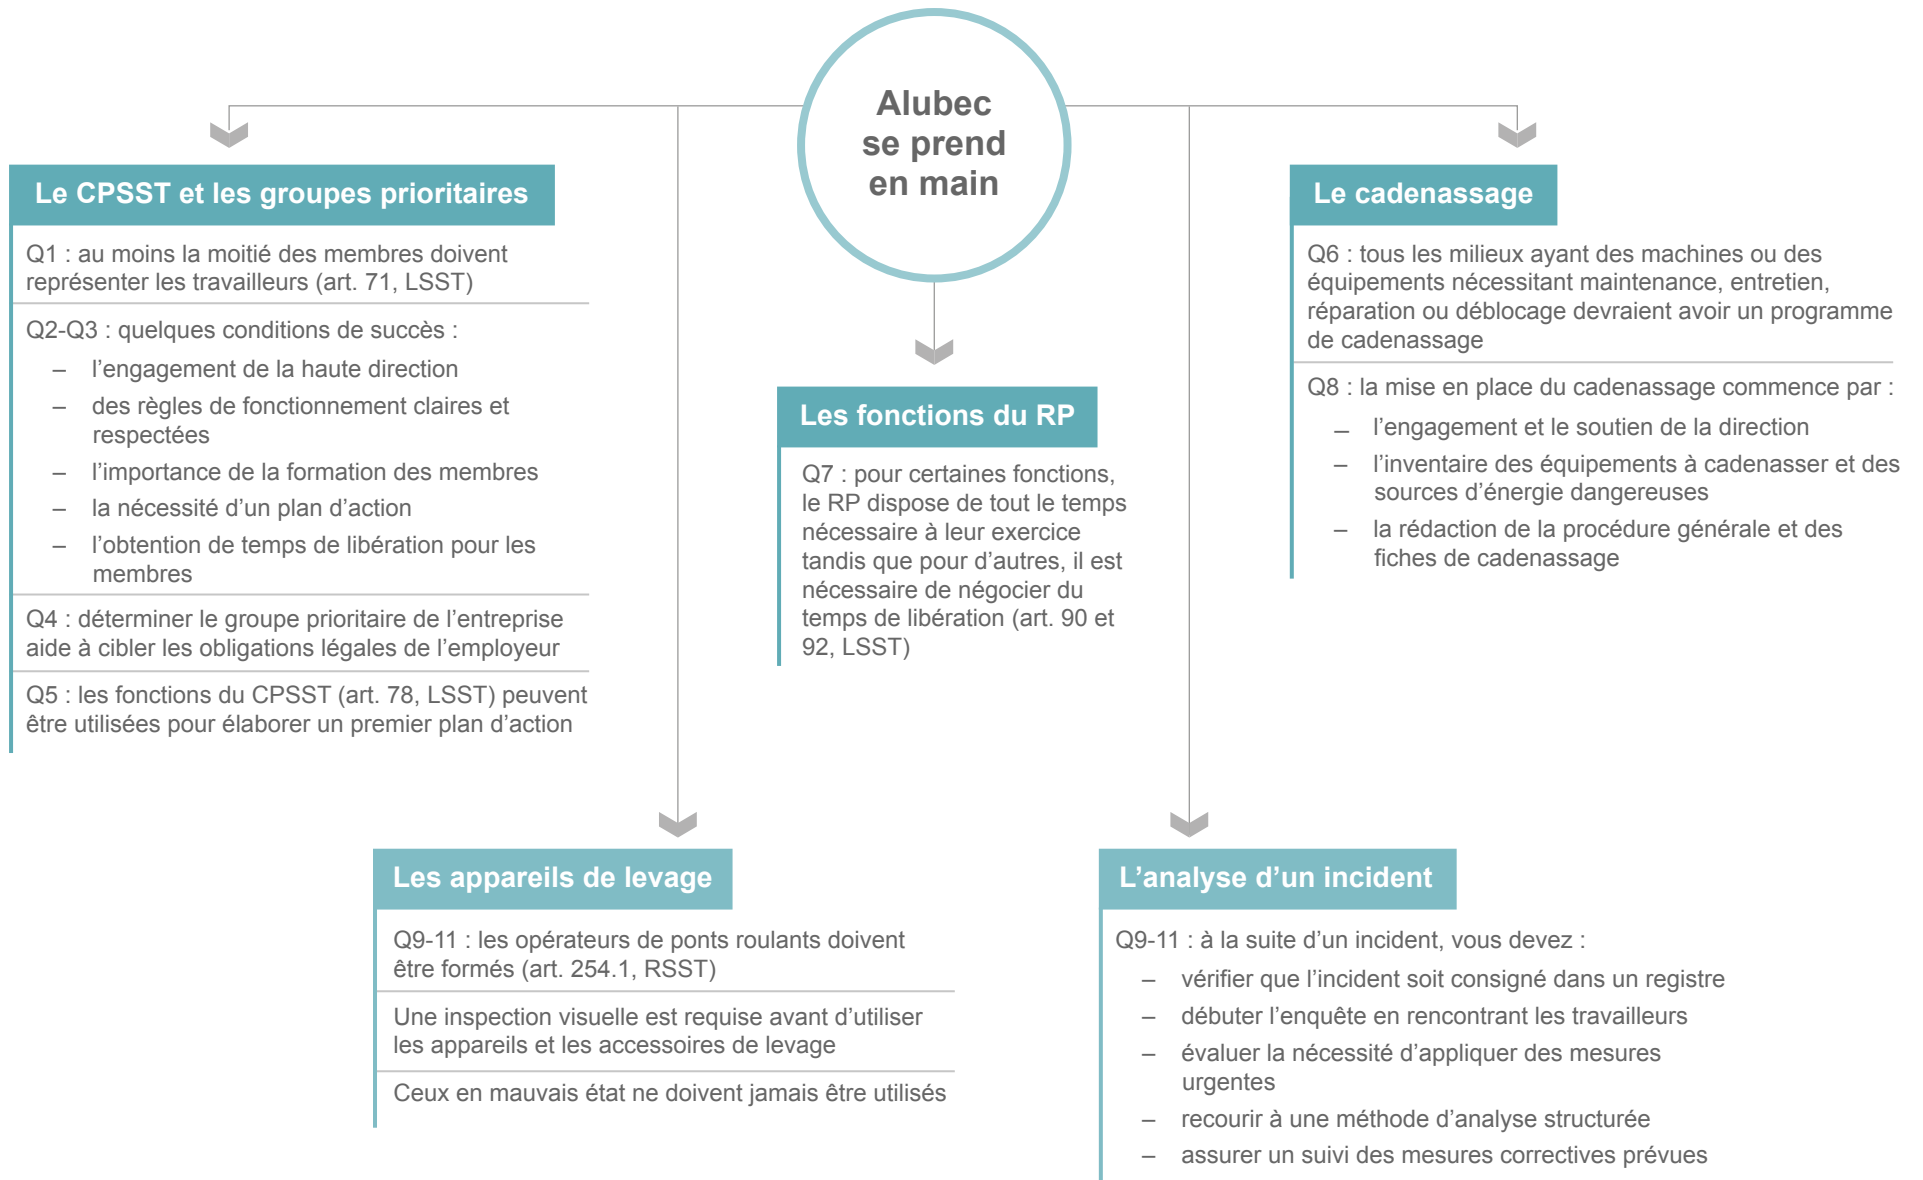 Alubec
se prend
en main
Le CPSST et les groupes prioritaires
Q1 : au moins la moitié des membres doivent
représenter les travailleurs (art. 71, LSST)
Q2-Q3 : quelques conditions de succès :
– l’engagement de la haute direction
– des règles de fonctionnement claires et
respectées
– l’importance de la formation des membres
– la nécessité d’un plan d’action
– l’obtention de temps de libération pour les
membres
Q4 : déterminer le groupe prioritaire de l’entreprise
aide à cibler les obligations légales de l’employeur
Q5 : les fonctions du CPSST (art. 78, LSST) peuvent
être utilisées pour élaborer un premier plan d’action
Les fonctions du RP
Q7 : pour certaines fonctions,
le RP dispose de tout le temps
nécessaire à leur exercice
tandis que pour d’autres, il est
nécessaire de négocier du
temps de libération (art. 90 et
92, LSST)
Le cadenassage
Q6 : tous les milieux ayant des machines ou des
équipements nécessitant maintenance, entretien,
réparation ou déblocage devraient avoir un programme
de cadenassage
Q8 : la mise en place du cadenassage commence par :
– l’engagement et le soutien de la direction
– l’inventaire des équipements à cadenasser et des
sources d’énergie dangereuses
– la rédaction de la procédure générale et des
fiches de cadenassage
Les appareils de levage
Q9-11 : les opérateurs de ponts roulants doivent
être formés (art. 254.1, RSST)
Une inspection visuelle est requise avant d’utiliser
les appareils et les accessoires de levage
Ceux en mauvais état ne doivent jamais être utilisés
L’analyse d’un incident
Q9-11 : à la suite d’un incident, vous devez :
– vérifier que l’incident soit consigné dans un registre
– débuter l’enquête en rencontrant les travailleurs
– évaluer la nécessité d’appliquer des mesures
urgentes
– recourir à une méthode d’analyse structurée
– assurer un suivi des mesures correctives prévues